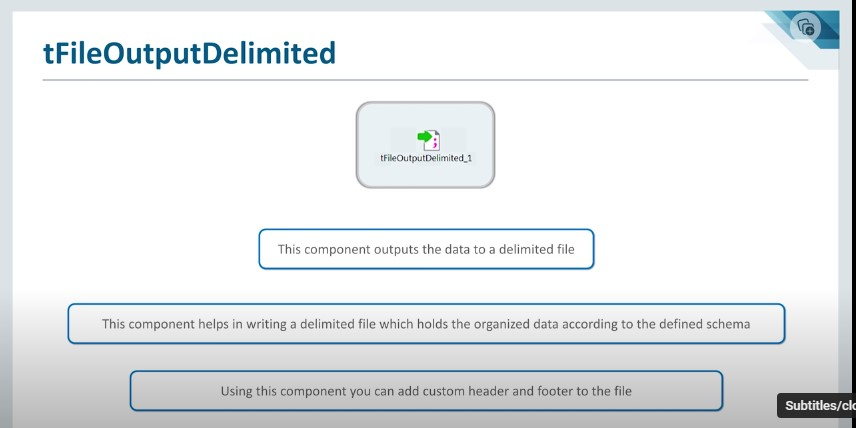 tFileOutputDelimited
tFileOutputDelimited_1
This component outputs the data to a delimited file
This component helps in writing a delimited file which holds the organized data according to the defined schema
Using this component you can add custom header and footer to the file
Subtitles/clo